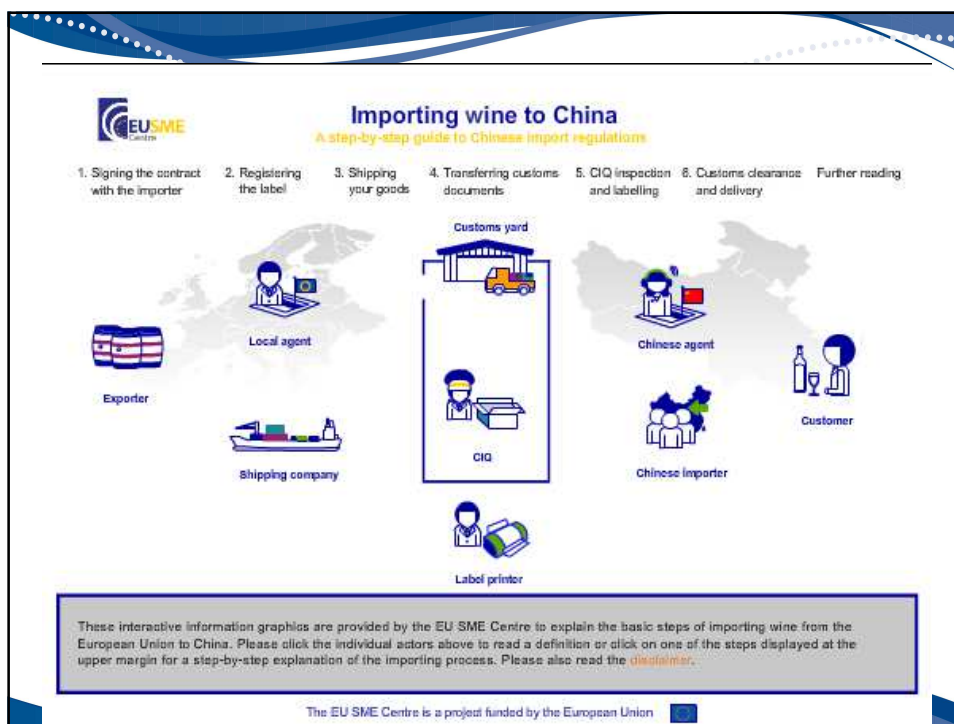 EUSME
Centre
Importing wine to China
A step-by-step guide to Chinese import regulations
1. Signing the contract
with the importer
2. Registering
the label
3. Shipping
your goods
4. Transferring customs
documents
5. CIQ inspection
and labelling
6. Customs clearance
and delivery
Further reading
Customs yard
Local agent
Chinese agent
Exporter
Customer
CIQ
Shipping company
Chinese importer
Label printer
These interactive information graphics are provided by the EU SME Centre to explain the basic steps of importing wine from the
European Union to China. Please click the individual actors above to read a definition or click on one of the steps displayed at the
upper margin for a step-by-step explanation of the importing process. Please also read the disclaimer.
The EU SME Centre is a project funded by the European Union